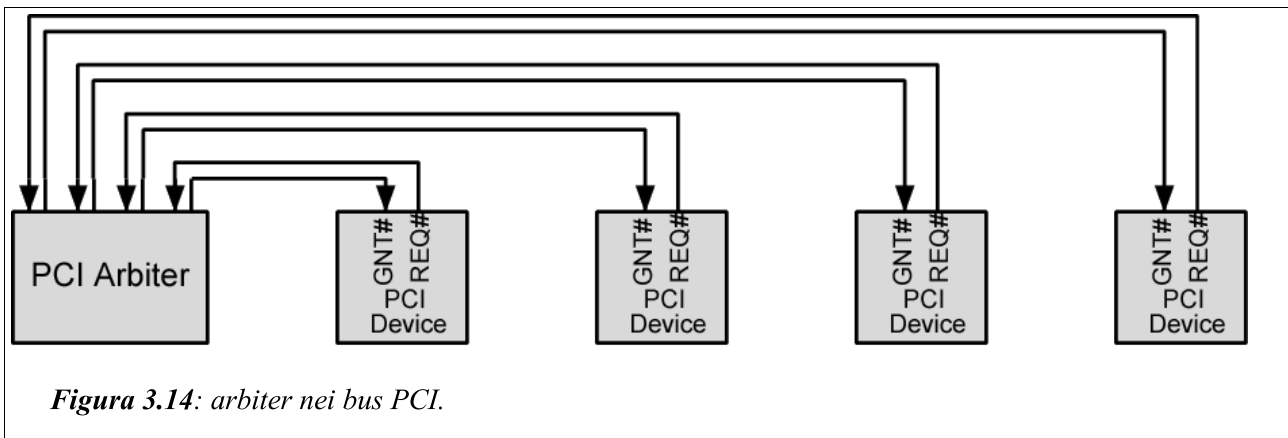 PCI Arbiter
GNT#
REQ#
PCI
Device
GNT#
REQ#
PCI
Device
GNT#
REQ#
PCI
Device
GNT#
REQ#
PCI
Device
Figura 3.14: arbiter nei bus PCI.